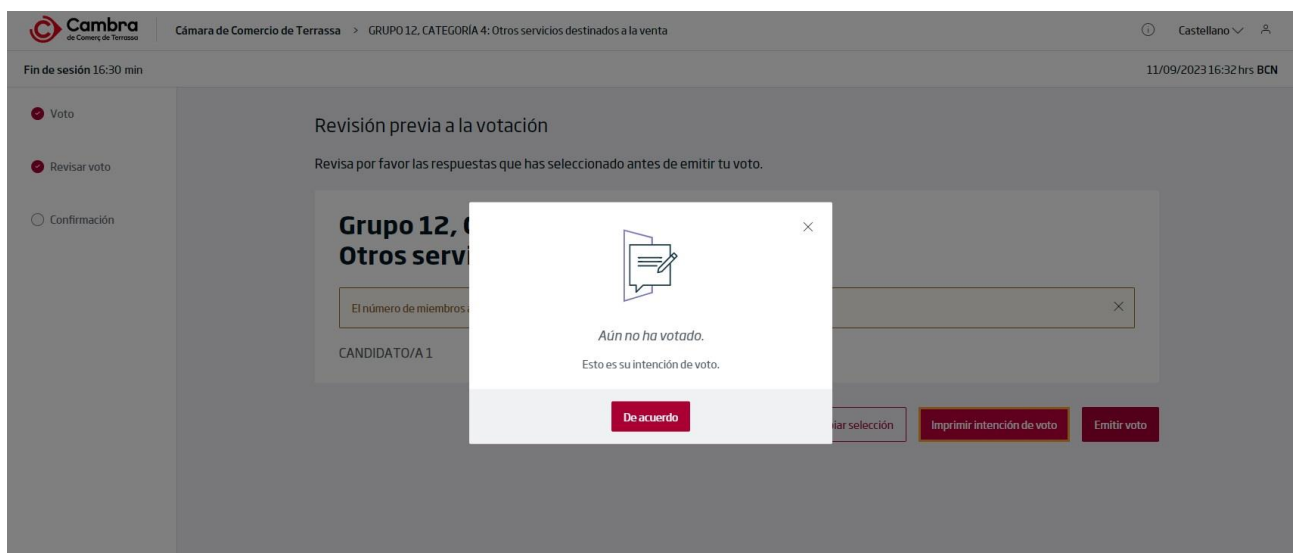 Cambra
de Comerç de Terrassa
Cámara de Comercio de Terrassa > GRUPO 12, CATEGORÍA 4: Otros servicios destinados a la venta
Castellano
Fin de sesión 16:30 min
11/09/2023 16:32 hrs BCN
Voto
Revisar voto
Confirmación
Revisión previa a la votación
Revisa por favor las respuestas que has seleccionado antes de emitir tu voto.
Grupo 12,
Otros servi
El número de miembros
CANDIDATO/A 1
Aún no ha votado.
Esto es su intención de voto.
De acuerdo
iar selección
Imprimir intención de voto
Emitir voto